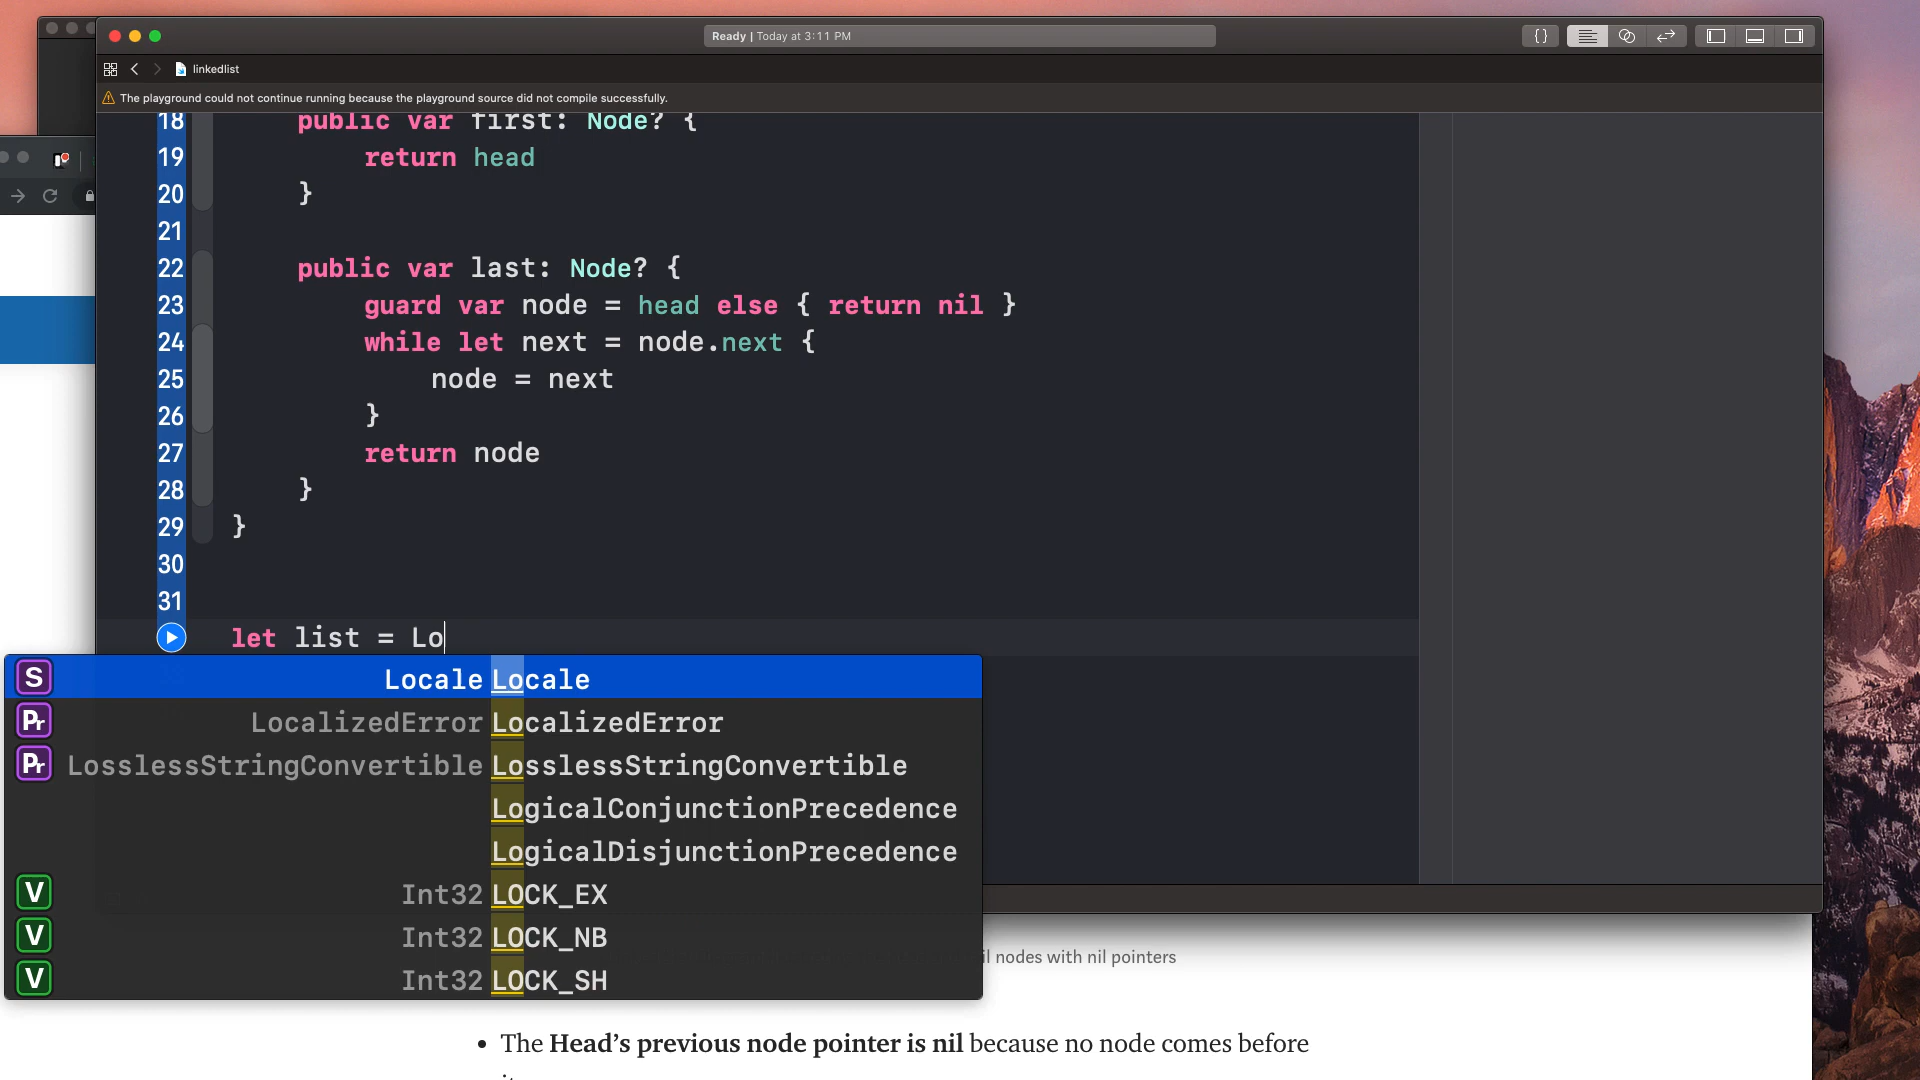 Ready | Today at 3:11 PM
{}
linkedlist
The playground could not continue running because the playground source did not compile successfully.
18 public var first: Node? {
19 return head
20 }
21
22 public var last: Node? {
23 guard var node = head else { return nil }
24 while let next = node.next {
25 node = next
26 }
27 return node
28 }
29 }
30
31
let list = Lo
S Locale Locale
Pr LocalizedError LocalizedError
Pr LosslessStringConvertible LosslessStringConvertible
LogicalConjunctionPrecedence
LogicalDisjunctionPrecedence
V Int32 LOCK_EX
V Int32 LOCK_NB
V Int32 LOCK_SH
nodes with nil pointers
• The Head’s previous node pointer is nil because no node comes before